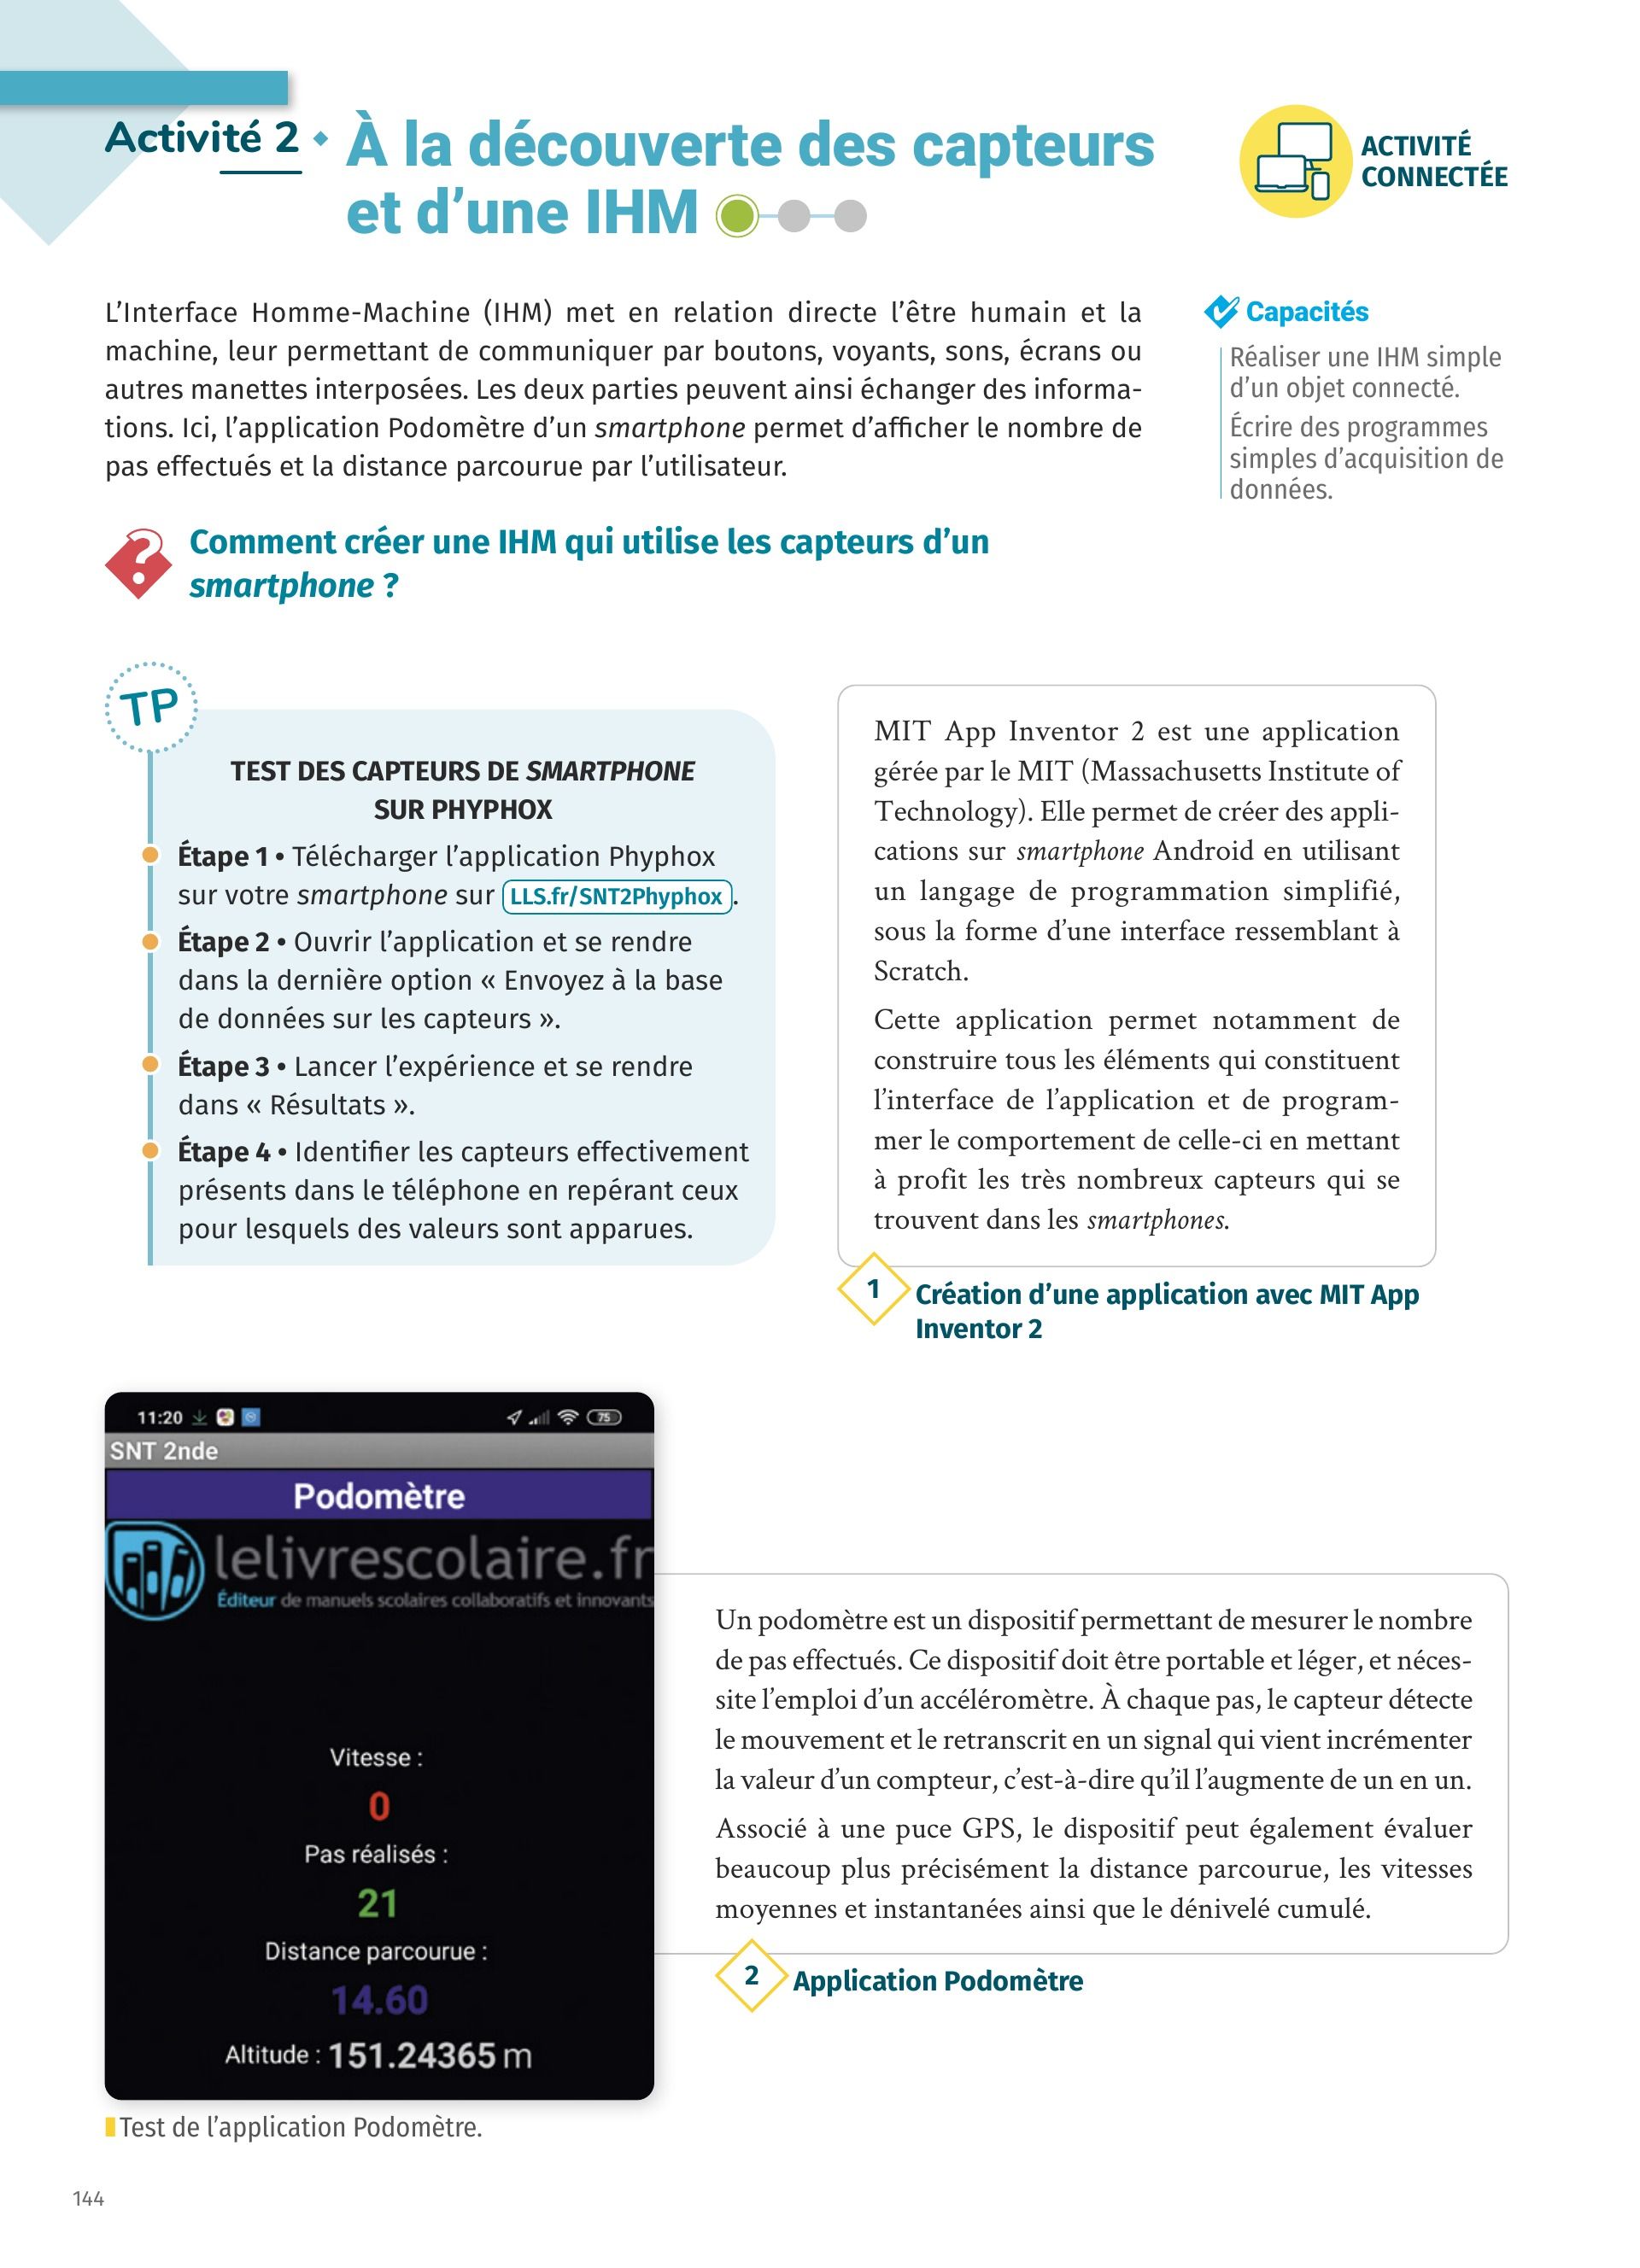 Activité 2 • À la découverte des capteurs
et d’une IHM
ACTIVITÉ
CONNECTÉE
L’Interface Homme-Machine (IHM) met en relation directe l’être humain et la
machine, leur permettant de communiquer par boutons, voyants, sons, écrans ou
autres manettes interposées. Les deux parties peuvent ainsi échanger des informa-
tions. Ici, l’application Podomètre d’un smartphone permet d’afficher le nombre de
pas effectués et la distance parcourue par l’utilisateur.
Capacités
Réaliser une IHM simple
d’un objet connecté.
Écrire des programmes
simples d’acquisition de
données.
?
Comment créer une IHM qui utilise les capteurs d’un
smartphone ?
TP
TEST DES CAPTEURS DE SMARTPHONE
SUR PHYPHOX
Étape 1 • Télécharger l’application Phyphox
sur votre smartphone sur LLS.fr/SNT2Phyphox.
Étape 2 • Ouvrir l’application et se rendre
dans la dernière option « Envoyez à la base
de données sur les capteurs ».
Étape 3 • Lancer l’expérience et se rendre
dans « Résultats ».
Étape 4 • Identifier les capteurs effectivement
présents dans le téléphone en repérant ceux
pour lesquels des valeurs sont apparues.
MIT App Inventor 2 est une application
gérée par le MIT (Massachusetts Institute of
Technology). Elle permet de créer des appli-
cations sur smartphone Android en utilisant
un langage de programmation simplifié,
sous la forme d’une interface ressemblant à
Scratch.
Cette application permet notamment de
construire tous les éléments qui constituent
l’interface de l’application et de program-
mer le comportement de celle-ci en mettant
à profit les très nombreux capteurs qui se
trouvent dans les smartphones.
1 Création d’une application avec MIT App
Inventor 2
11:20
75
SNT 2nde
Podomètre
lelivrescolaire.fr
Éditeur de manuels scolaires collaboratifs et innovants
Vitesse :
0
Pas réalisés :
21
Distance parcourue :
14.60
Altitude : 151.24365 m
Test de l’application Podomètre.
Un podomètre est un dispositif permettant de mesurer le nombre
de pas effectués. Ce dispositif doit être portable et léger, et néces-
site l’emploi d’un accéléromètre. À chaque pas, le capteur détecte
le mouvement et le retranscrit en un signal qui vient incrémenter
la valeur d’un compteur, c’est-à-dire qu’il l’augmente de un en un.
Associé à une puce GPS, le dispositif peut également évaluer
beaucoup plus précisément la distance parcourue, les vitesses
moyennes et instantanées ainsi que le dénivelé cumulé.
2 Application Podomètre
144